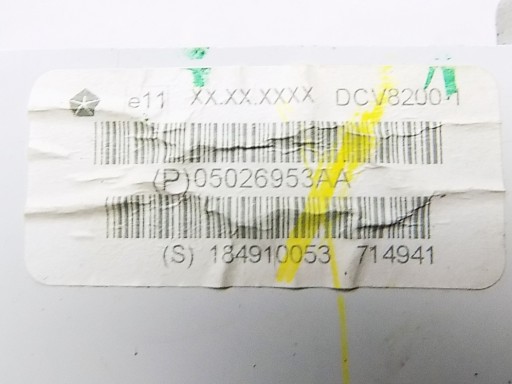 e11 XX.XX.XXXX DCV8200-1
(P) 05026953AA
(S) 184910053 714941